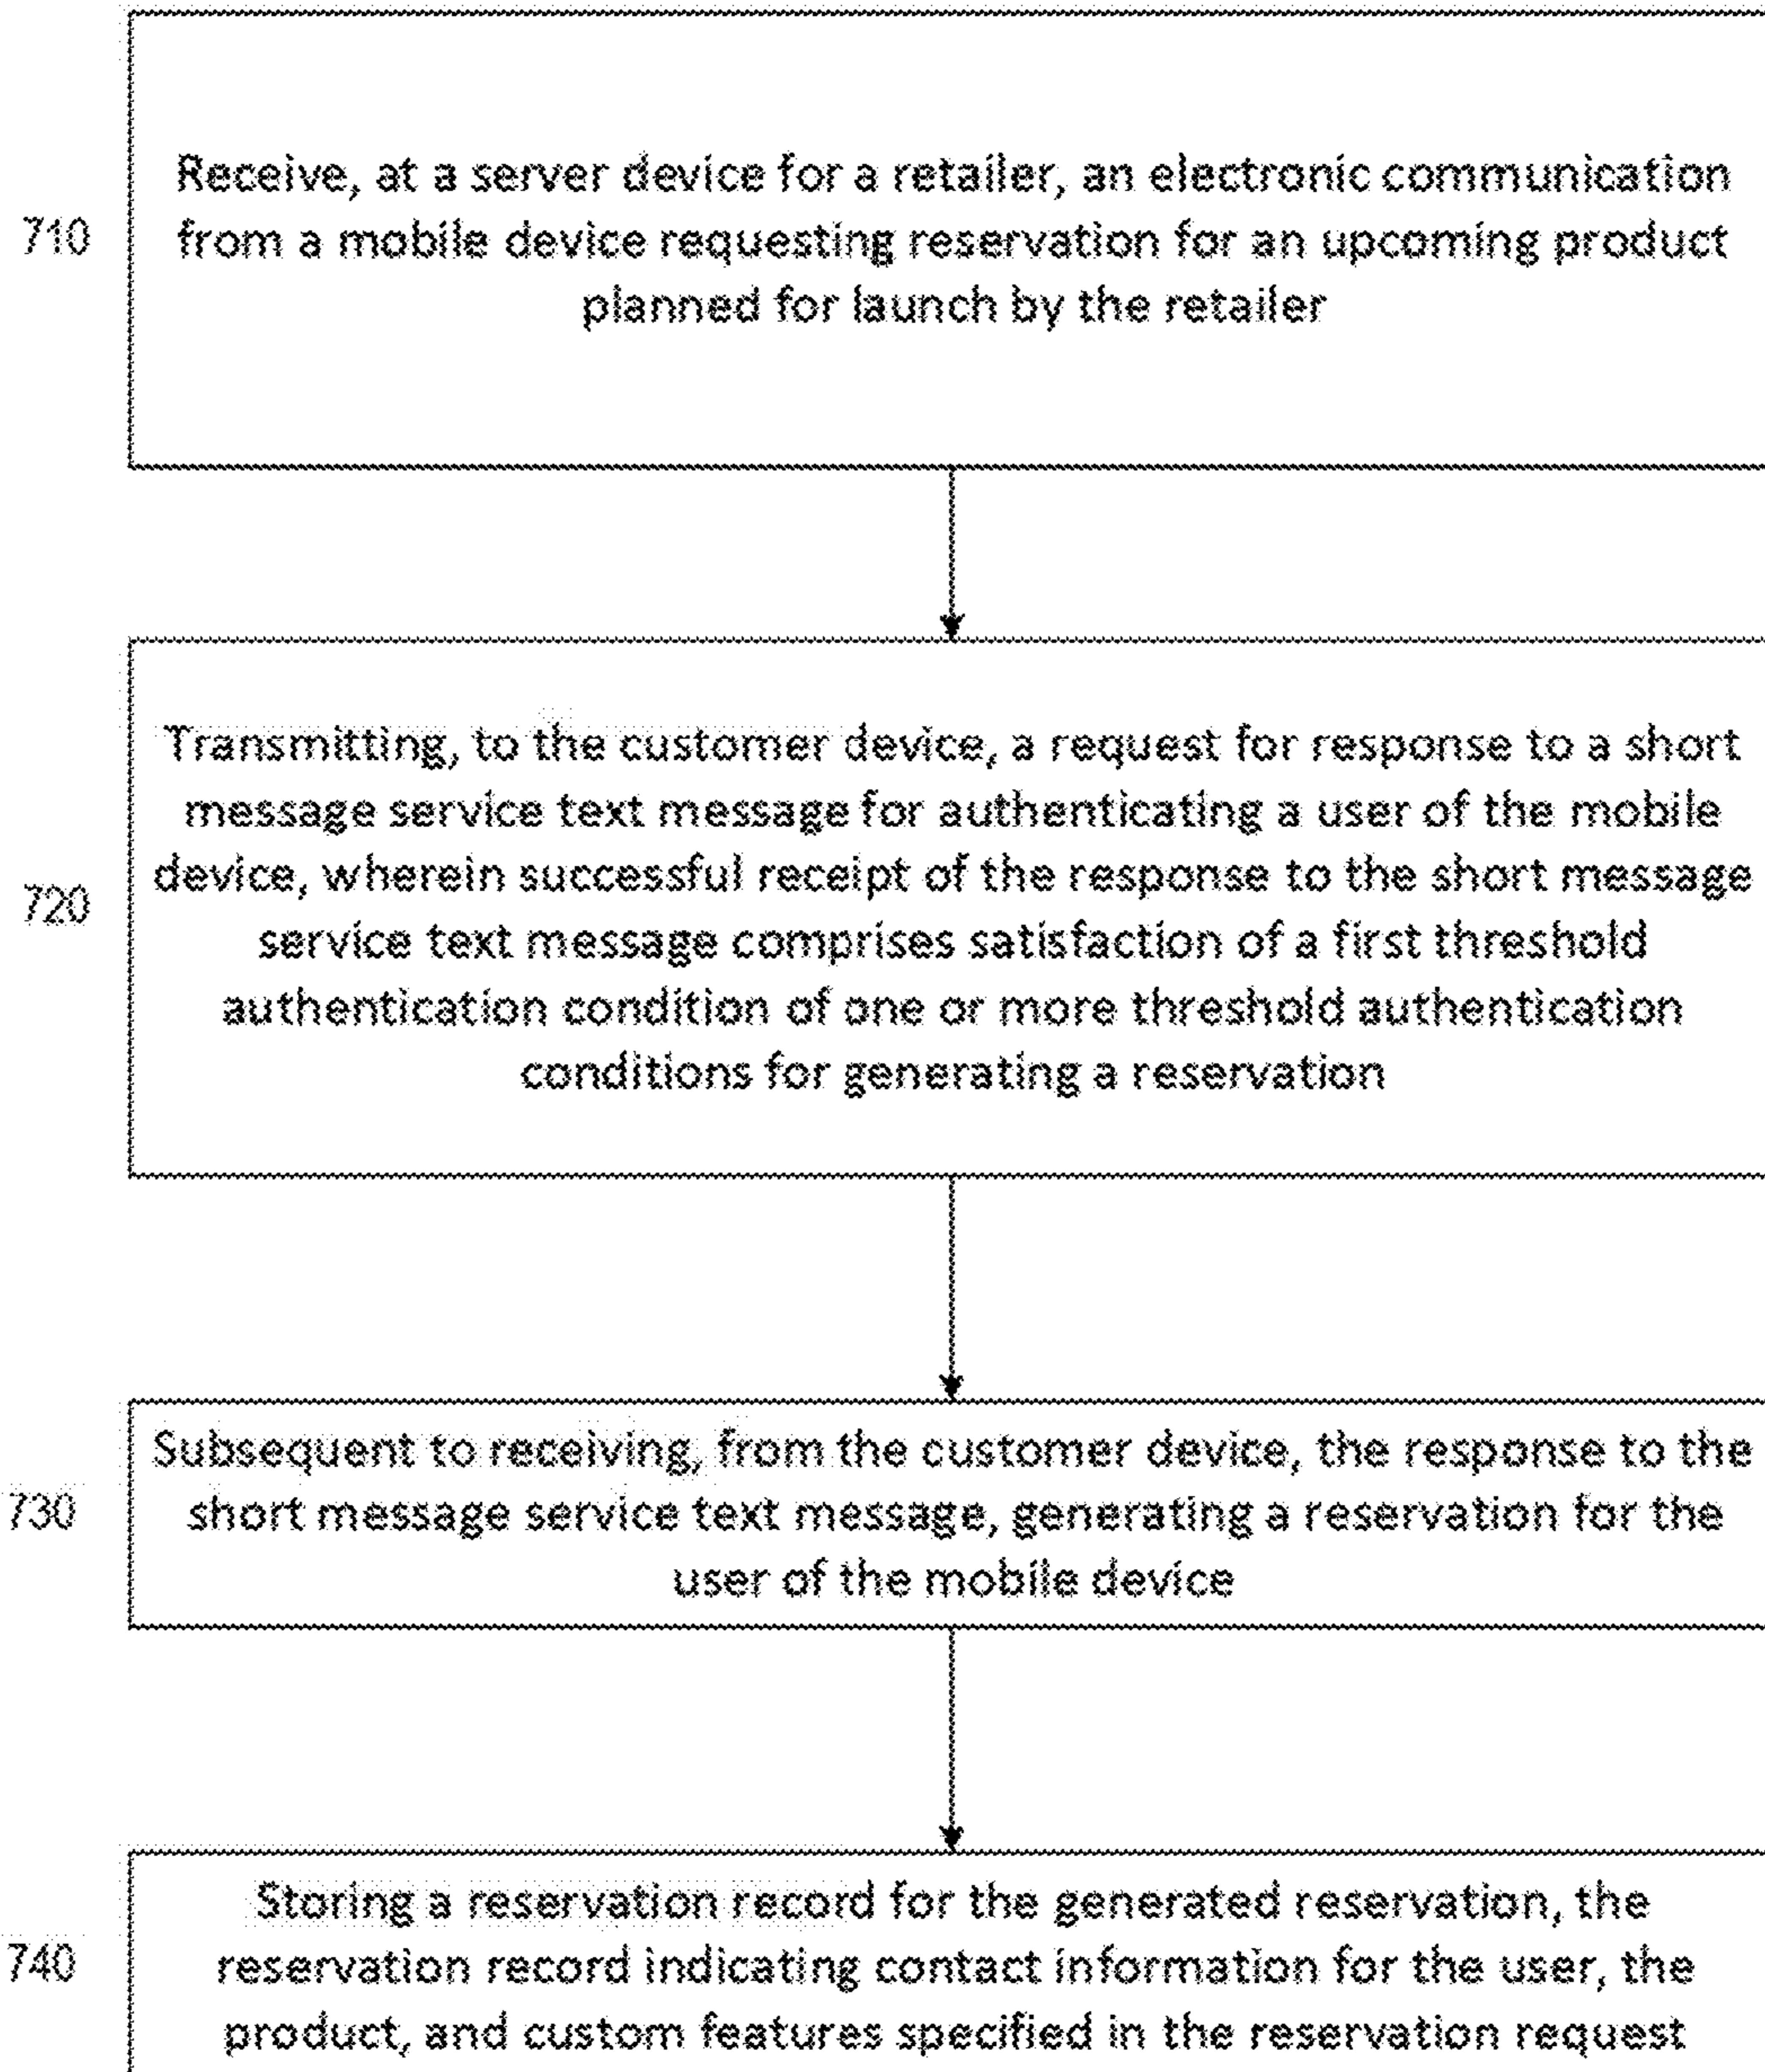 Receive, at a server device for a retailer, an electronic communication
710
from a mobile device requesting reservation for an upcoming product
planned for launch by the retailer
Transmitting, to the customer device, a request for response to a short
message service text message for authenticating a user of the mobile
device, wherein successful receipt of the response to the short message
720
service text message comprises satisfaction of a first threshold
authentication condition of one or more threshold authentication
conditions for generating a reservation
Subsequent to receiving, from the customer device, the response to the
730
short message service text message, generating a reservation for the
user of the mobile device
Storing a reservation record for the generated reservation, the
740
reservation record indicating contact information for the user, the
product, and custom features specified in the reservation request